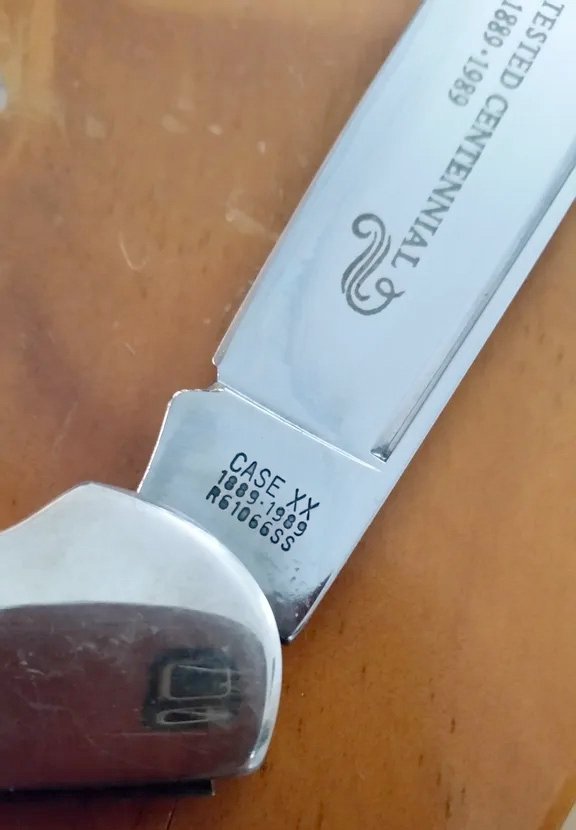 TESTED CENTENNIAL
1889·1989
CASE XX
1889·1989
R61066SS